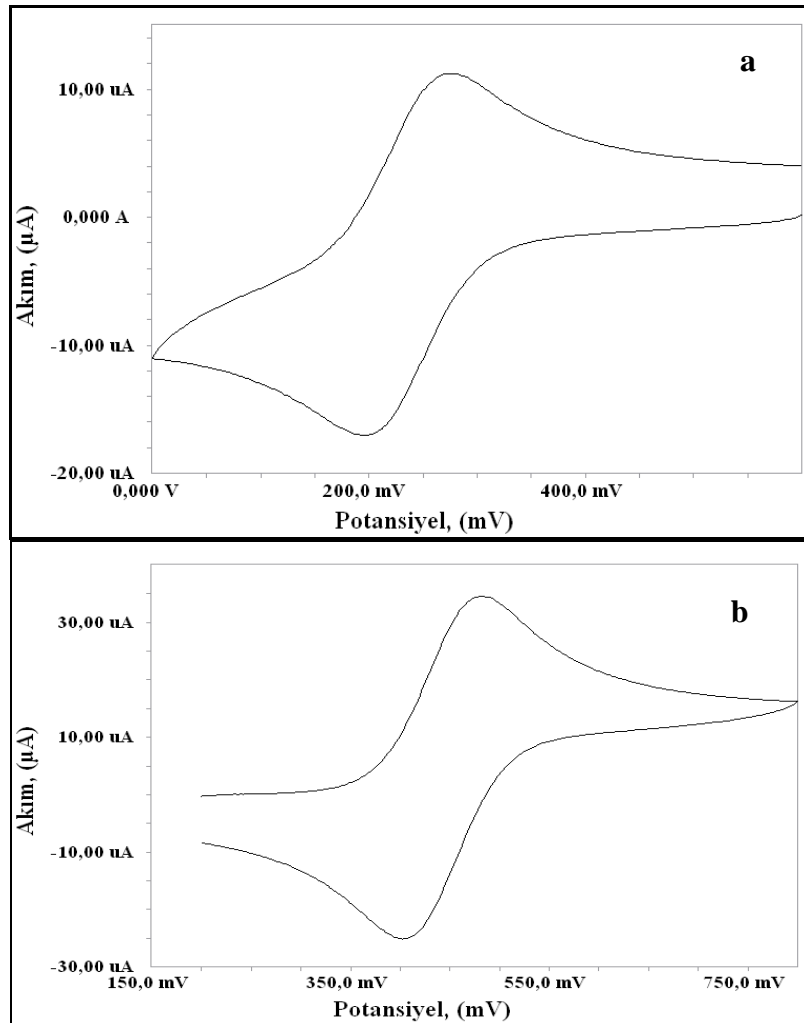 a
10,00 uA
0,000 A
-10,00 uA
-20,00 uA
Akım, (µA)
0,000 V 200,0 mV 400,0 mV
Potansiyel, (mV)
b
30,00 uA
10,00 uA
-10,00 uA
-30,00 uA
Akım, (µA)
150,0 mV 350,0 mV 550,0 mV 750,0 mV
Potansiyel, (mV)